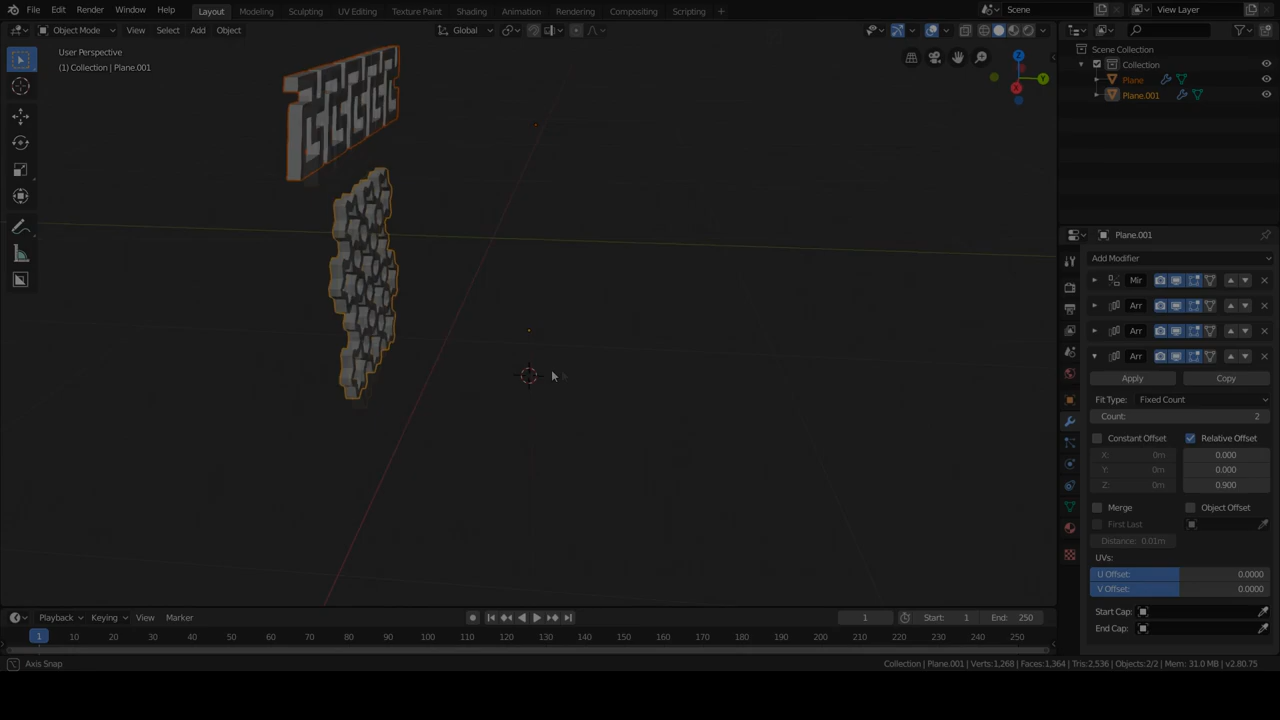 File Edit Render Window Help Layout Modeling Sculpting UV Editing Texture Paint Shading Animation Rendering Compositing Scripting + Scene View Layer
Object Mode View Select Add Object Global
User Perspective
(1) Collection | Plane.001
Z
Y
X
Scene Collection
Collection
Plane
Plane.001
Plane.001
Add Modifier
Mir
Arr
Arr
Arr
Apply Copy
Fit Type: Fixed Count
Count: 2
Constant Offset Relative Offset
X: 0m 0.000
Y: 0m 0.000
Z: 0m 0.900
Merge Object Offset
First Last
Distance: 0.01m
UVs:
U Offset: 0.0000
V Offset: 0.0000
Start Cap:
End Cap:
Playback Keying View Marker 1 Start: 1 End: 250
1 10 20 30 40 50 60 70 80 90 100 110 120 130 140 150 160 170 180 190 200 210 220 230 240 250
Axis Snap Collection | Plane.001 | Verts:1,268 | Faces:1,364 | Tris:2,536 | Objects:2/2 | Mem: 31.0 MB | v2.80.75